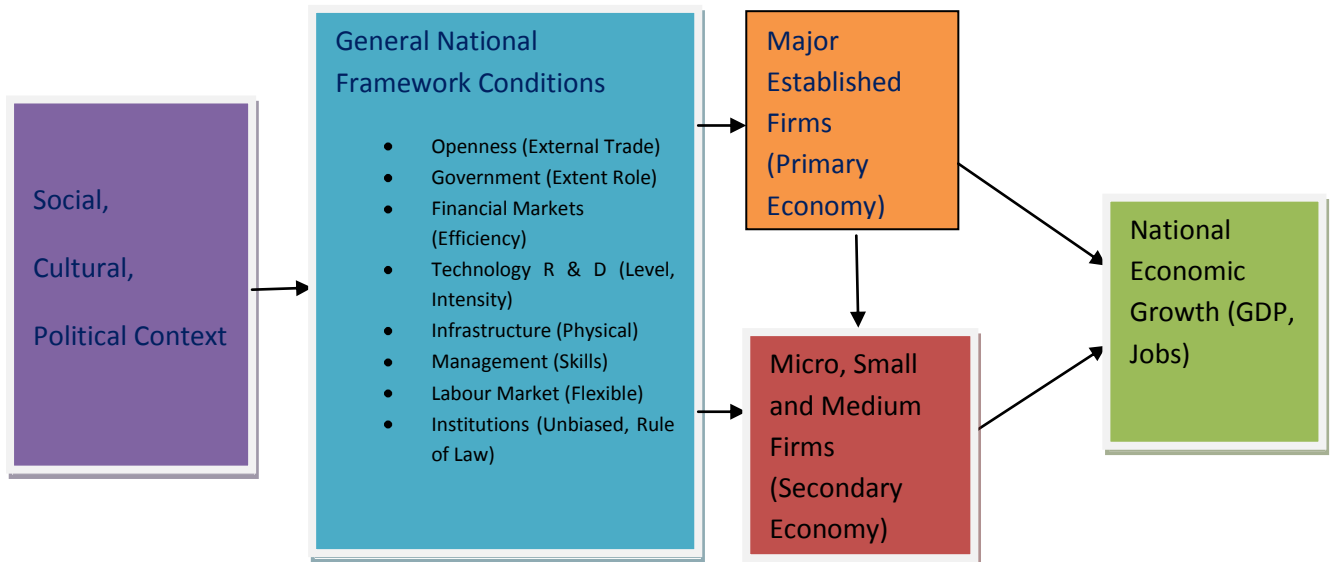 Social,
Cultural,
Political Context
General National
Framework Conditions
• Openness (External Trade)
• Government (Extent Role)
• Financial Markets
(Efficiency)
• Technology R & D (Level,
Intensity)
• Infrastructure (Physical)
• Management (Skills)
• Labour Market (Flexible)
• Institutions (Unbiased, Rule
of Law)
Major
Established
Firms
(Primary
Economy)
Micro, Small
and Medium
Firms
(Secondary
Economy)
National
Economic
Growth (GDP,
Jobs)